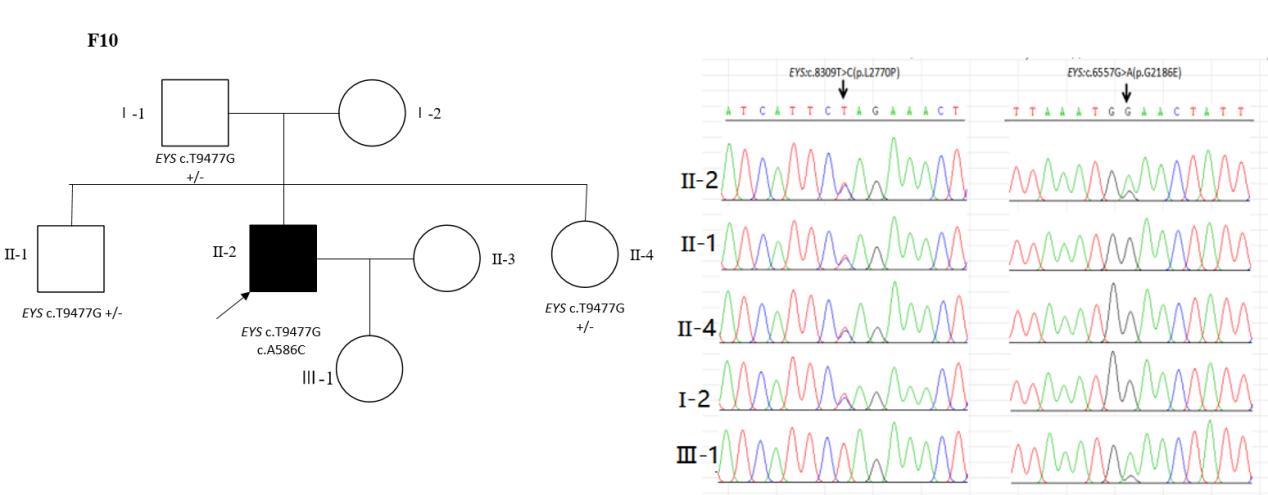 F10
I -1
I -2
EYS c.T9477G
+/-
II-1
II-2
II-3
II-4
EYS c.T9477G +/-
EYS c.T9477G
c.A586C
EYS c.T9477G
+/-
III-1
EYS:c.8309T>C(p.L2770P)
EYS:c.6557G>A(p.G2186E)
A T C A T T C T A G A A A C T
T T A A A T G G A A C T A T T
II-2
II-1
II-4
I-2
III-1